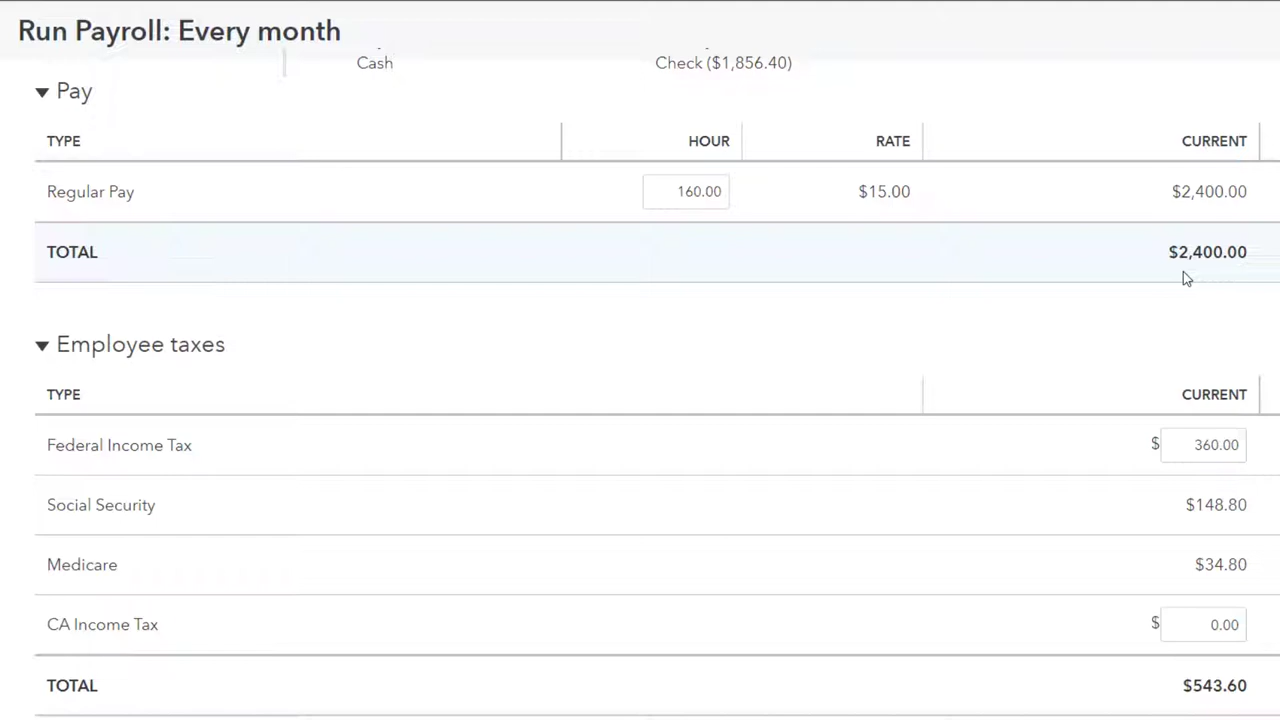 Run Payroll: Every month
Cash Check ($1,856.40)
Pay
TYPE HOUR RATE CURRENT
Regular Pay 160.00 $15.00 $2,400.00
TOTAL $2,400.00
Employee taxes
TYPE CURRENT
Federal Income Tax $ 360.00
Social Security $148.80
Medicare $34.80
CA Income Tax $ 0.00
TOTAL $543.60